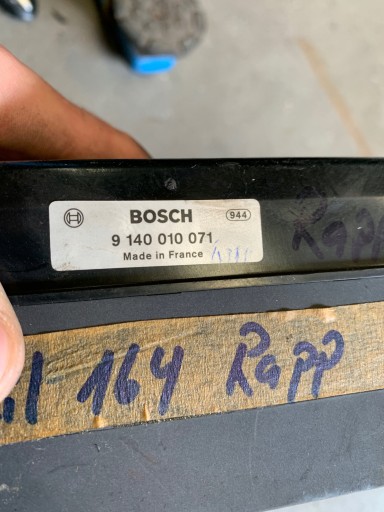 BOSCH 944
9 140 010 071
Made in France
164 Rapp